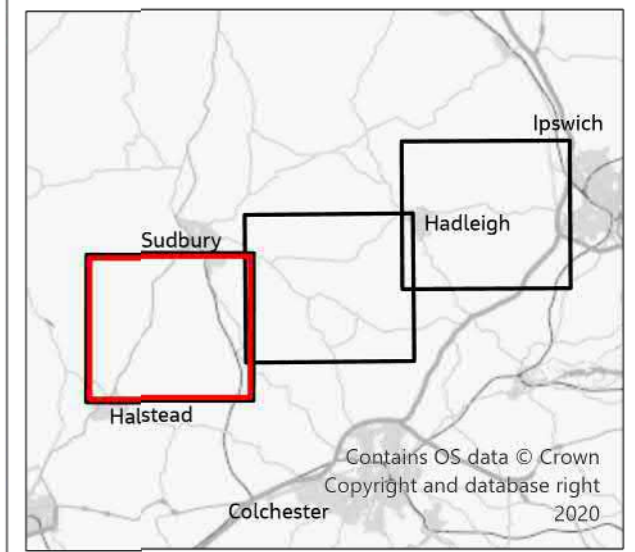 Ipswich
Hadleigh
Sudbury
Halstead
Contains OS data © Crown
Copyright and database right
2020
Colchester